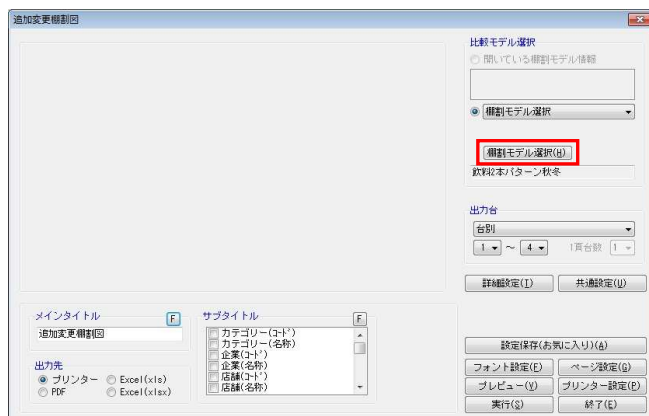 追加変更棚割図
比較モデル選択
開いている棚割モデル情報
棚割モデル選択
棚割モデル選択(H)
飲料2本パターン秋冬
出力台
台別
1 ～ 4 1頁台数 1
詳細設定(I) 共通設定(U)
メインタイトル F
追加変更棚割図
出力先
プリンター Excel(xls)
PDF Excel(xlsx)
サブタイトル F
カテゴリー(コード)
カテゴリー(名称)
企業(コード)
企業(名称)
店舗(コード)
店舗(名称)
設定保存(お気に入り)(A)
フォント設定(F) ページ設定(G)
プレビュー(V) プリンター設定(P)
実行(S) 終了(E)